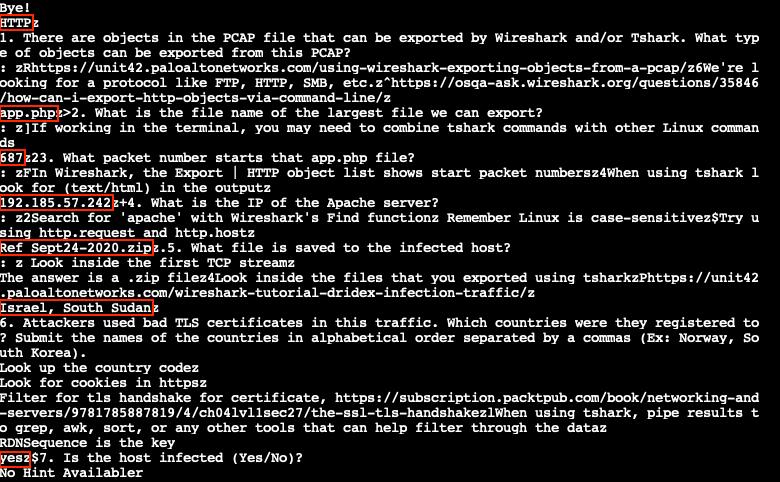 Bye!
HTTPz
1. There are objects in the PCAP file that can be exported by Wireshark and/or Tshark. What typ
e of objects can be exported from this PCAP?
: zRhttps://unit42.paloaltonetworks.com/using-wireshark-exporting-objects-from-a-pcap/z6We're l
ooking for a protocol like FTP, HTTP, SMB, etc.z^https://osqa-ask.wireshark.org/questions/35846
/how-can-i-export-http-objects-via-command-line/z
app.phpz>2. What is the file name of the largest file we can export?
: z]If working in the terminal, you may need to combine tshark commands with other Linux comman
ds
687z23. What packet number starts that app.php file?
: zFIn Wireshark, the Export | HTTP object list shows start packet numbersz4When using tshark l
ook for (text/html) in the outputz
192.185.57.242z+4. What is the IP of the Apache server?
: z2Search for 'apache' with Wireshark's Find functionz Remember Linux is case-sensitivez$Try u
sing http.request and http.hostz
Ref Sept24-2020.zipz.5. What file is saved to the infected host?
: z Look inside the first TCP streamz
The answer is a .zip filez4Look inside the files that you exported using tsharkzPhttps://unit42
.paloaltonetworks.com/wireshark-tutorial-dridex-infection-traffic/z
Israel, South Sudanz
6. Attackers used bad TLS certificates in this traffic. Which countries were they registered to
? Submit the names of the countries in alphabetical order separated by a commas (Ex: Norway, So
uth Korea).
Look up the country codez
Look for cookies in httpsz
Filter for tls handshake for certificate, https://subscription.packtpub.com/book/networking-and
-servers/9781785887819/4/ch04lvl1sec27/the-ssl-tls-handshakezlWhen using tshark, pipe results t
o grep, awk, sort, or any other tools that can help filter through the dataz
RDNSequence is the key
yesz$7. Is the host infected (Yes/No)?
No Hint Availabler